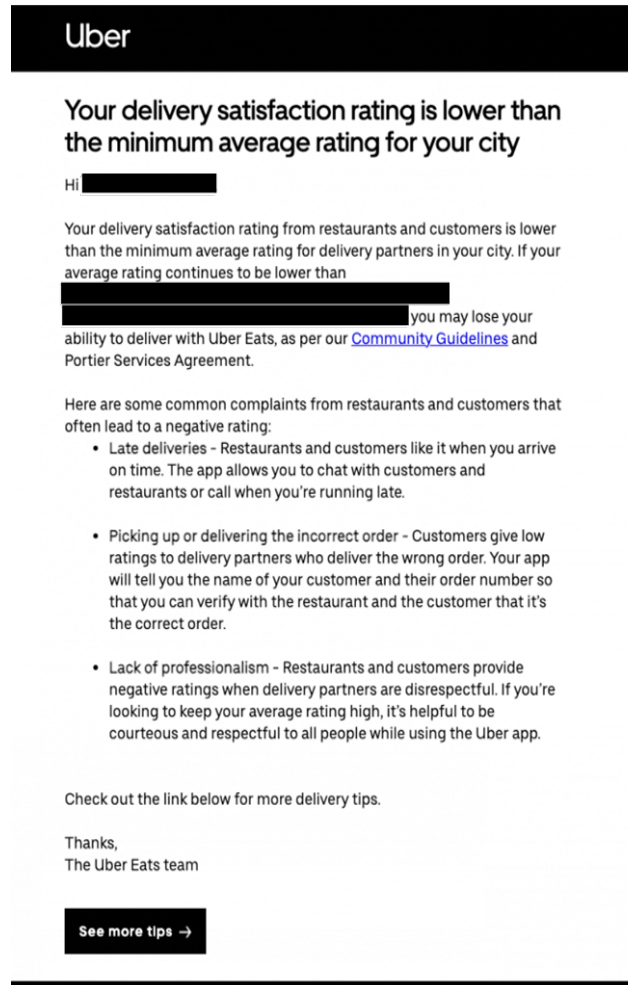 Uber
Your delivery satisfaction rating is lower than
the minimum average rating for your city
Hi
Your delivery satisfaction rating from restaurants and customers is lower
than the minimum average rating for delivery partners in your city. If your
average rating continues to be lower than
you may lose your
ability to deliver with Uber Eats, as per our Community Guidelines and
Portier Services Agreement.
Here are some common complaints from restaurants and customers that
often lead to a negative rating:
• Late deliveries - Restaurants and customers like it when you arrive
on time. The app allows you to chat with customers and
restaurants or call when you're running late.
• Picking up or delivering the incorrect order - Customers give low
ratings to delivery partners who deliver the wrong order. Your app
will tell you the name of your customer and their order number so
that you can verify with the restaurant and the customer that it's
the correct order.
• Lack of professionalism - Restaurants and customers provide
negative ratings when delivery partners are disrespectful. If you're
looking to keep your average rating high, it's helpful to be
courteous and respectful to all people while using the Uber app.
Check out the link below for more delivery tips.
Thanks,
The Uber Eats team
See more tips →